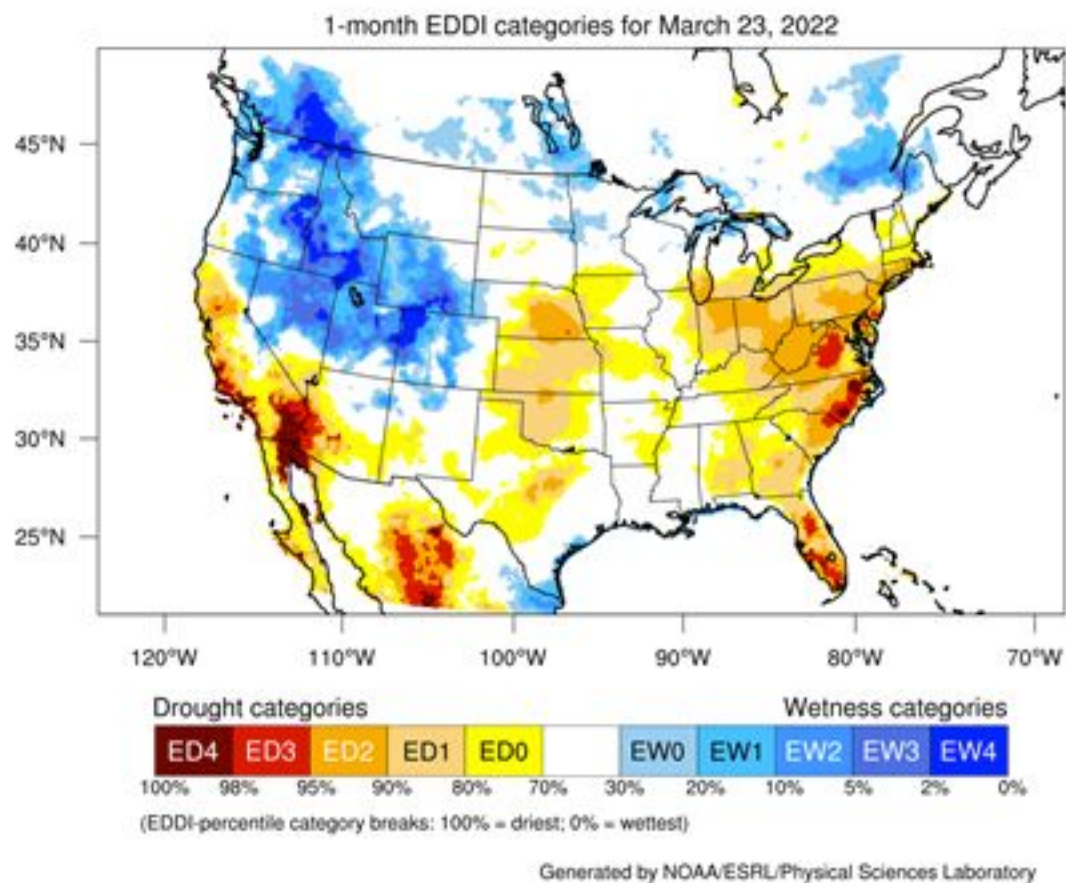 1-month EDDI categories for March 23, 2022
45°N
40°N
35°N
30°N
25°N
120°W 110°W 100°W 90°W 80°W 70°W
Drought categories Wetness categories
ED4 ED3 ED2 ED1 ED0 EW0 EW1 EW2 EW3 EW4
100% 98% 95% 90% 80% 70% 30% 20% 10% 5% 2% 0%
(EDDI-percentile category breaks: 100% = driest; 0% = wettest)
Generated by NOAA/ESRL/Physical Sciences Laboratory